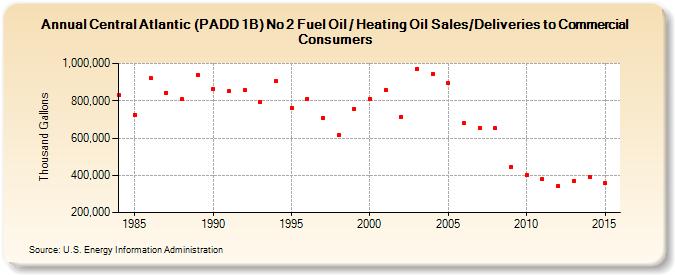 Annual Central Atlantic (PADD 1B) No 2 Fuel Oil / Heating Oil Sales/Deliveries to Commercial
Consumers
Thousand Gallons
1,000,000
800,000
600,000
400,000
200,000
1985 1990 1995 2000 2005 2010 2015
Source: U.S. Energy Information Administration